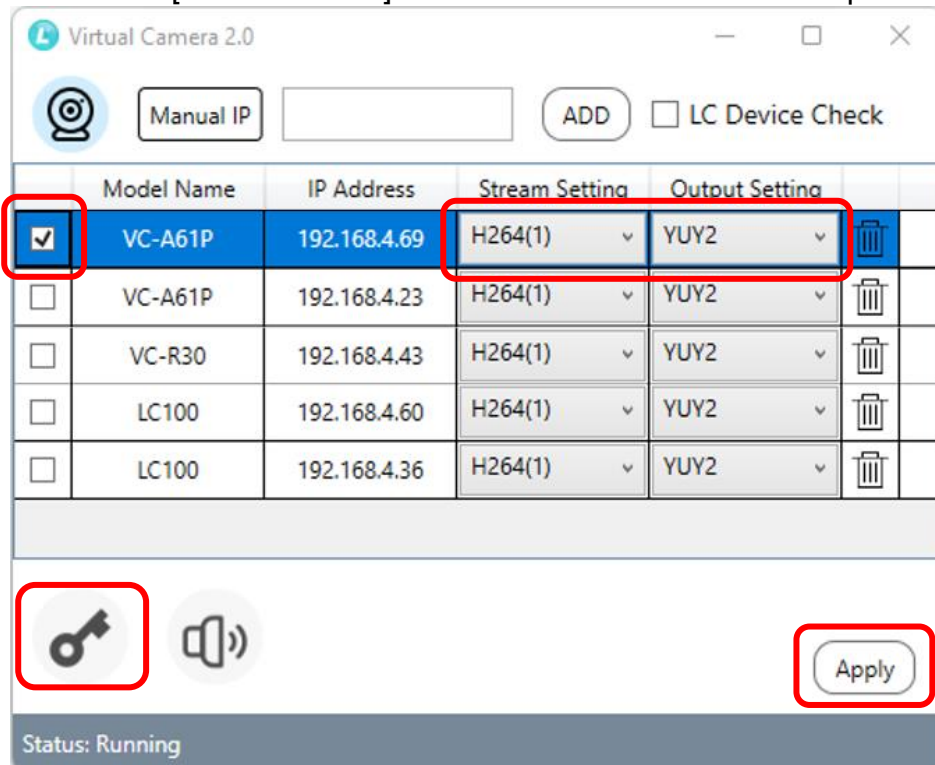 Virtual Camera 2.0
Manual IP ADD LC Device Check
Model Name IP Address Stream Setting Output Setting
VC-A61P 192.168.4.69 H264(1) YUY2
VC-A61P 192.168.4.23 H264(1) YUY2
VC-R30 192.168.4.43 H264(1) YUY2
LC100 192.168.4.60 H264(1) YUY2
LC100 192.168.4.36 H264(1) YUY2
Apply
Status: Running